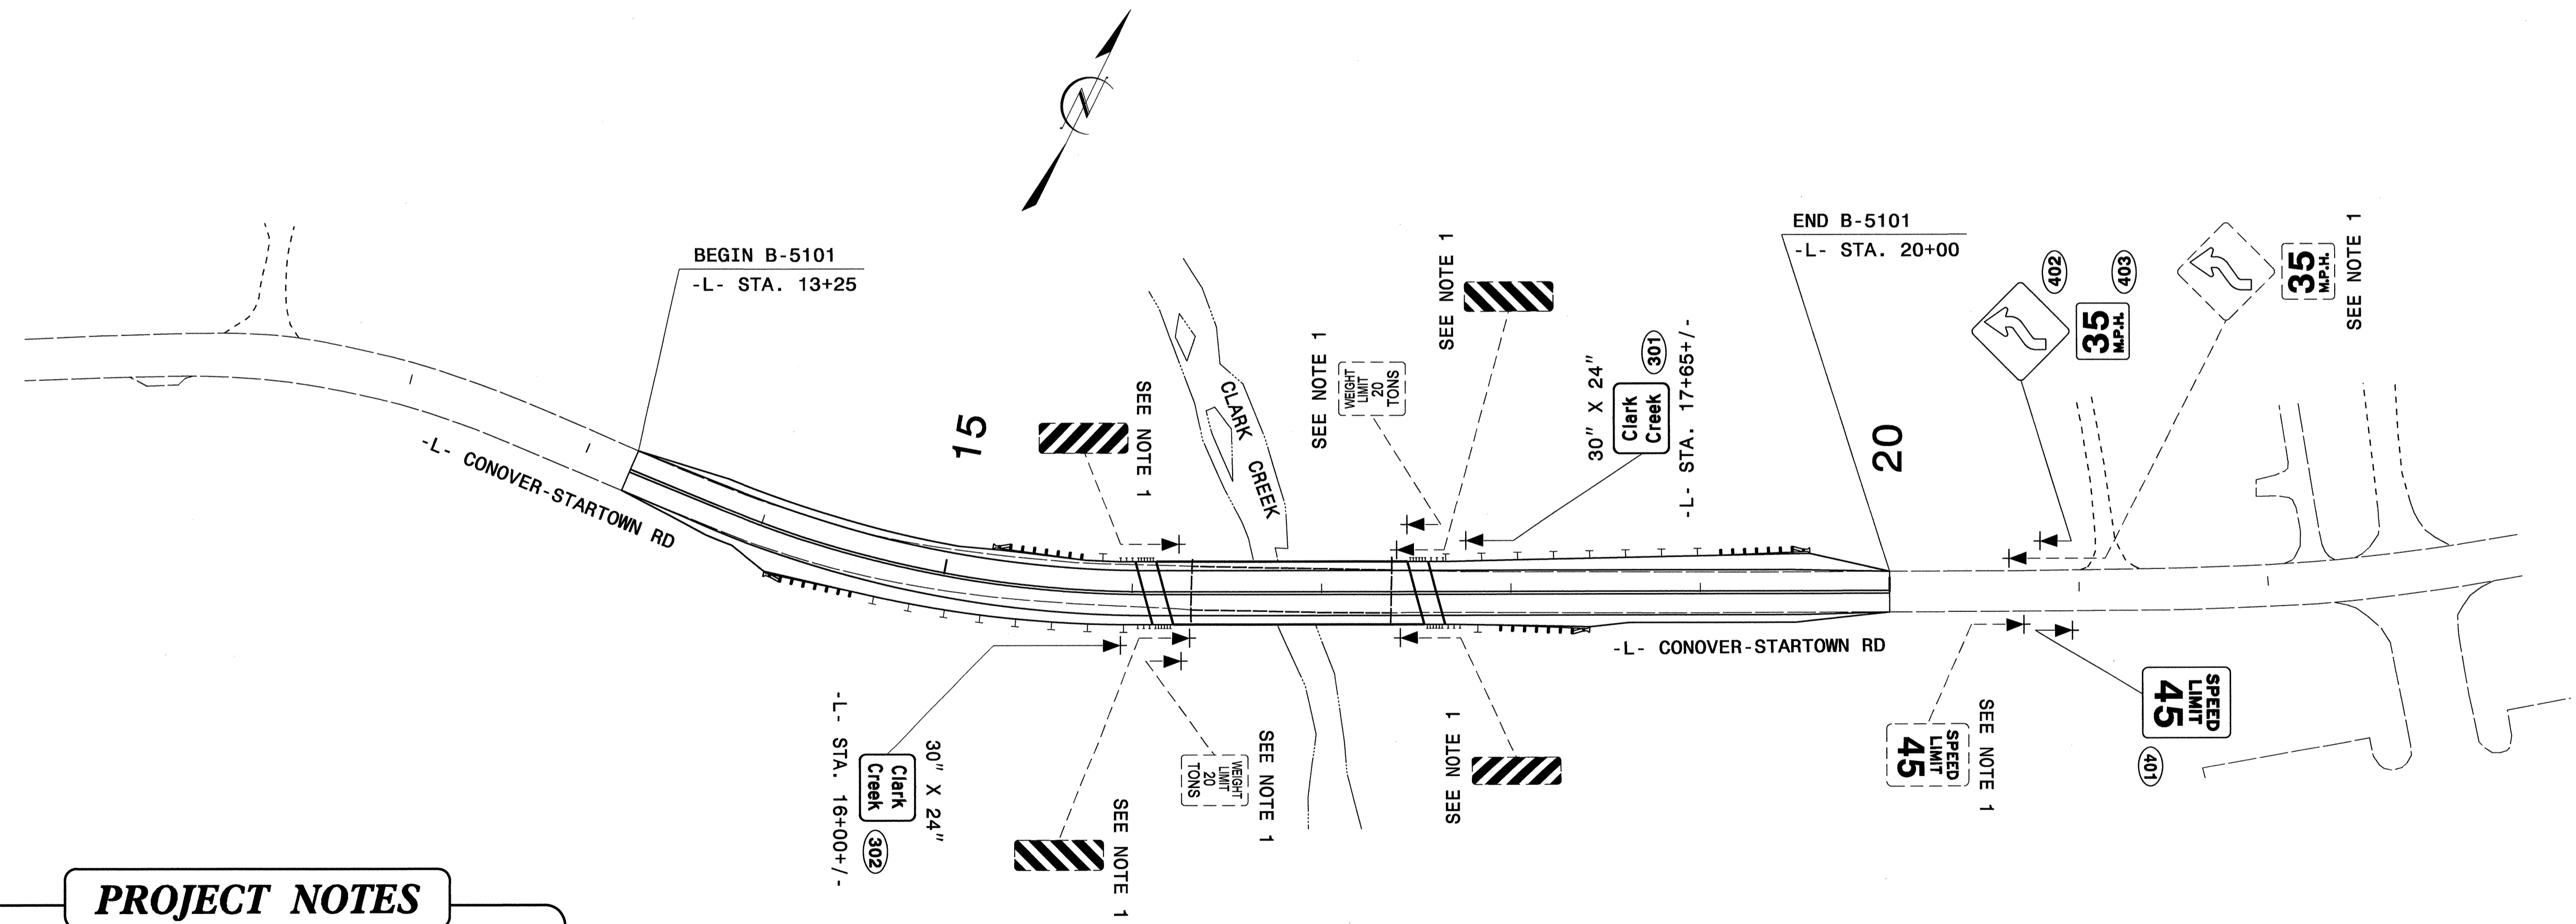 BEGIN B-5101
-L- STA. 13+25
END B-5101
-L- STA. 20+00
-L- CONOVER-STARTOWN RD
15
SEE NOTE 1
CLARK
CREEK
SEE NOTE 1
WEIGHT
LIMIT
20
TONS
SEE NOTE 1
30" X 24"
Clark
Creek
301
-L- STA. 17+65+/-
20
402
403
35
M.P.H.
35
M.P.H.
SEE NOTE 1
-L- STA. 16+00+/-
Clark
Creek
302
30" X 24"
SEE NOTE 1
WEIGHT
LIMIT
20
TONS
SEE NOTE 1
SEE NOTE 1
-L- CONOVER-STARTOWN RD
SPEED
LIMIT
45
SEE NOTE 1
SPEED
LIMIT
45
401
N
PROJECT NOTES